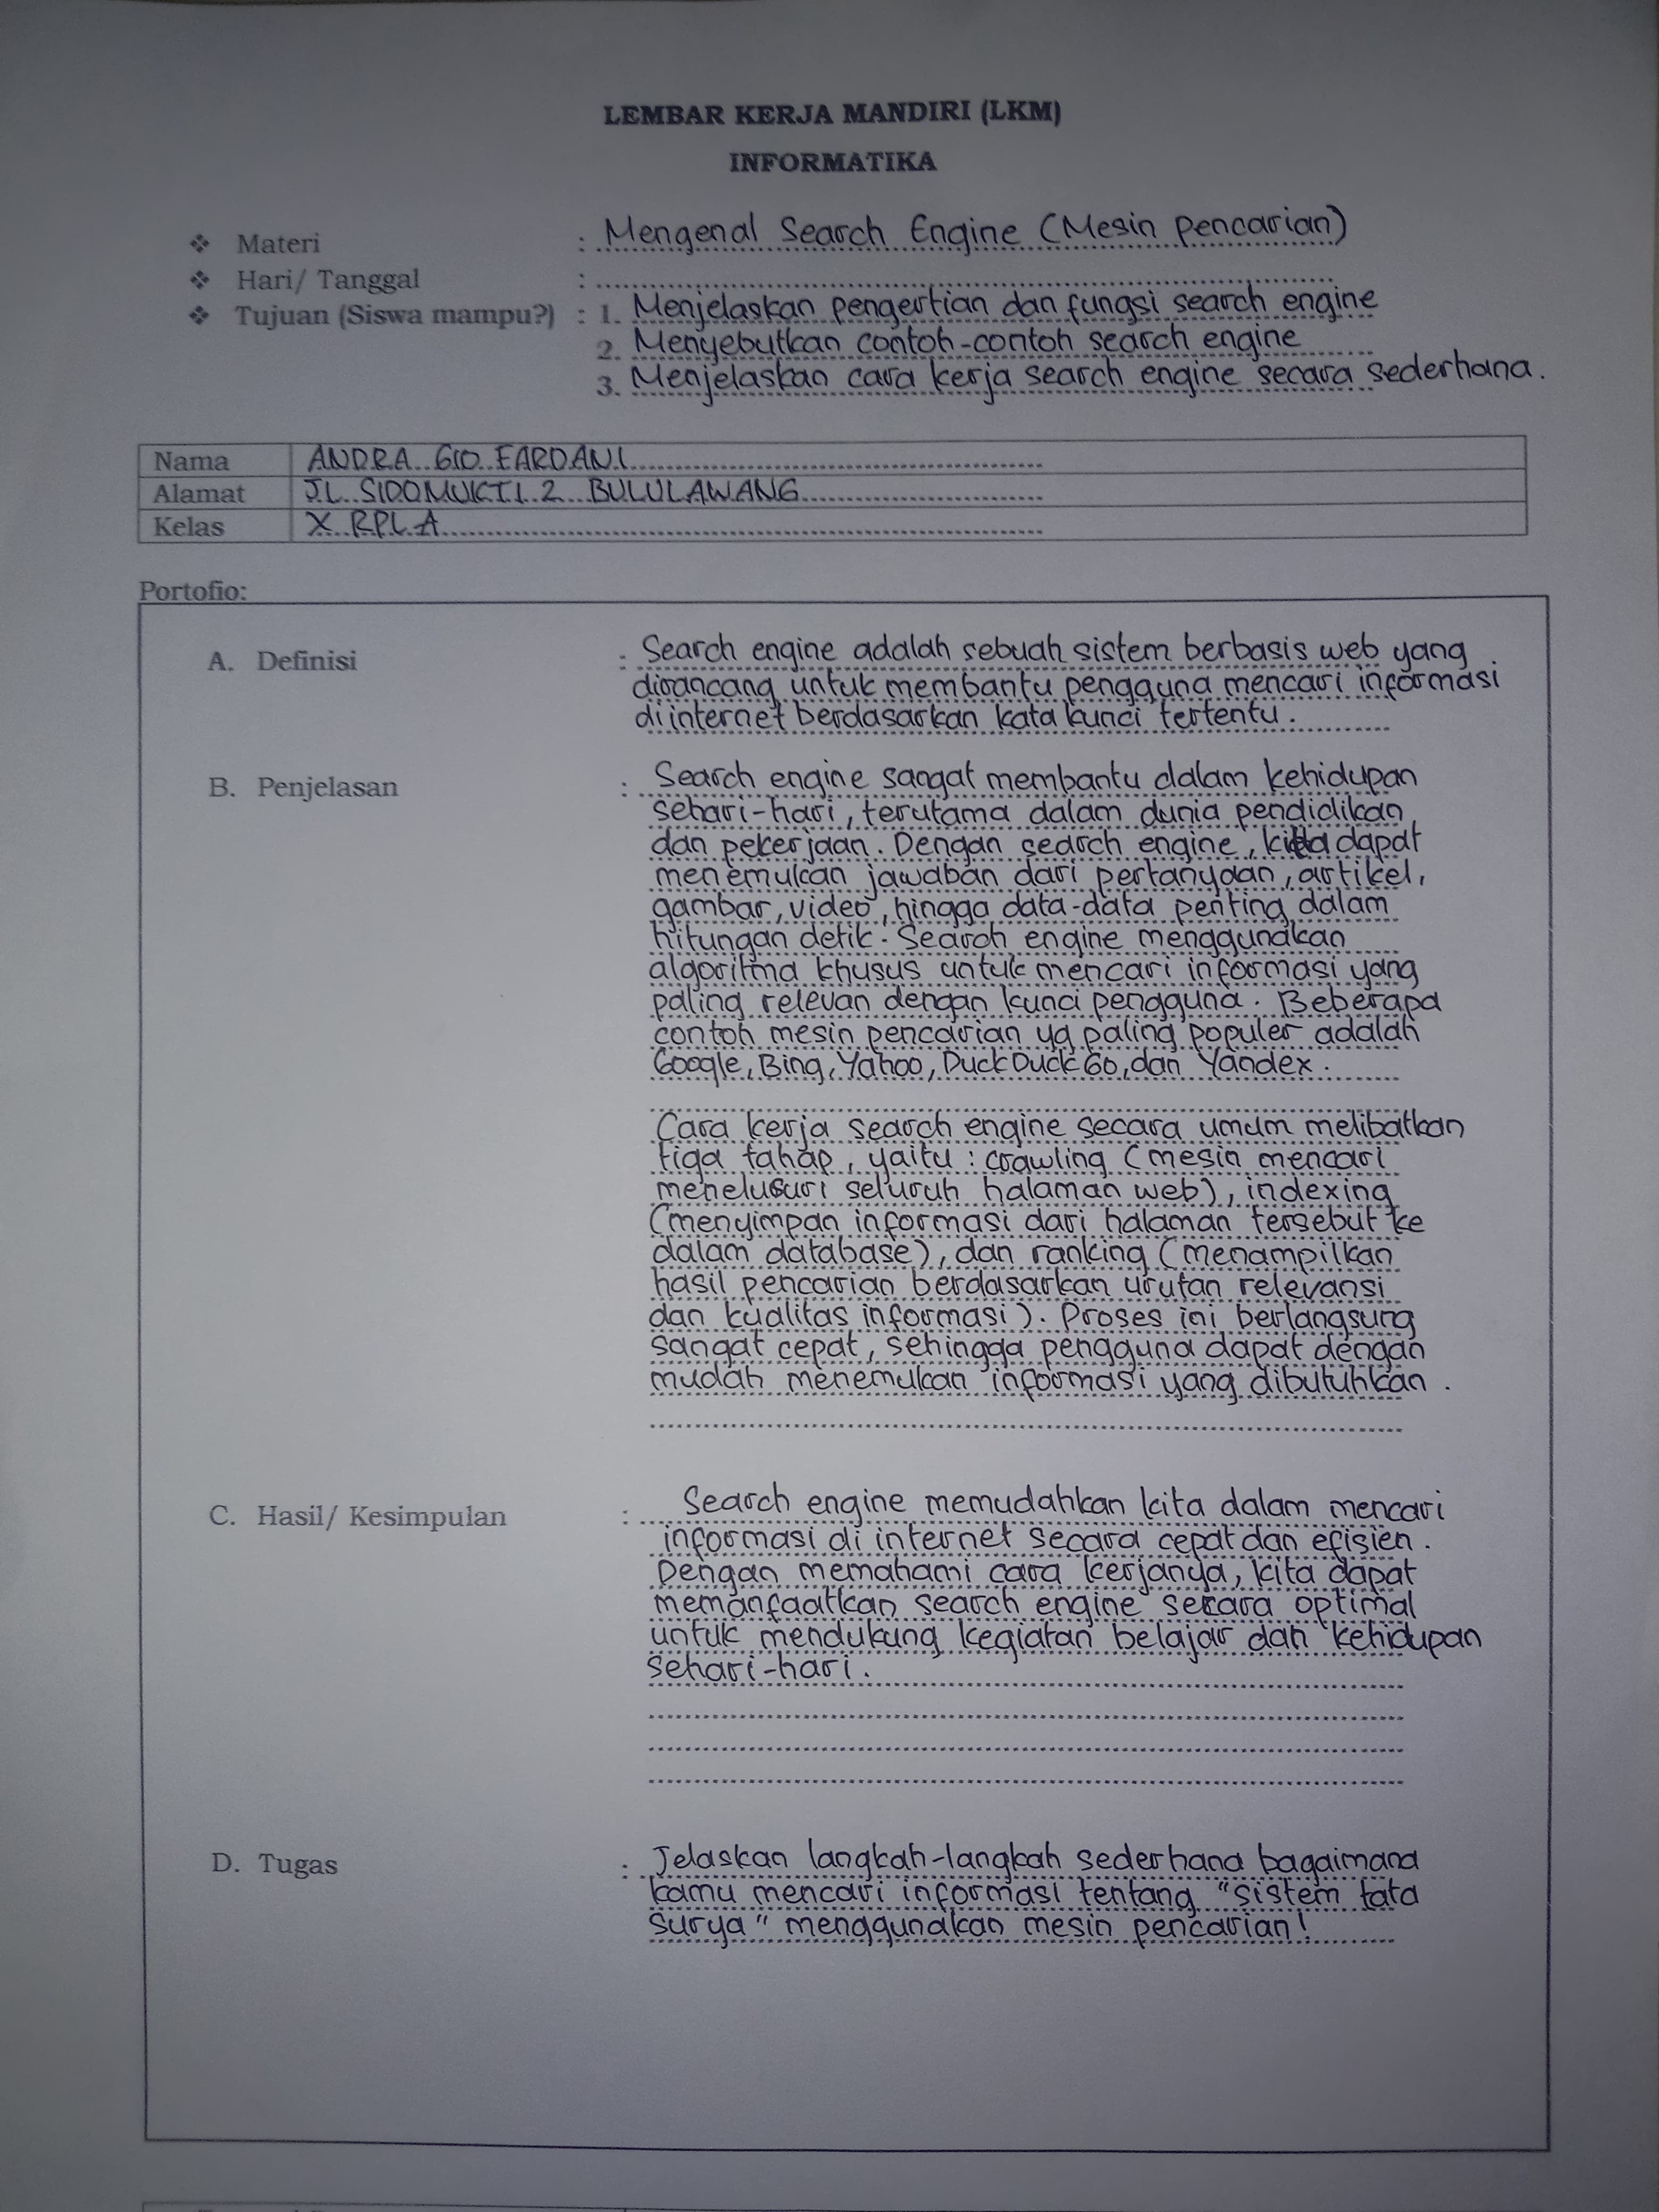 LEMBAR KERJA MANDIRI (LKM)
INFORMATIKA
❖ Materi : Mengenal Search Engine (Mesin Pencarian)
❖ Hari/ Tanggal :
❖ Tujuan (Siswa mampu?) : 1. Menjelaskan pengertian dan fungsi search engine
2. Menyebutkan contoh-contoh search engine
3. Menjelaskan cara kerja search engine secara sederhana.
Nama ANDRA GIO FARDANI
Alamat JL SIDOMUKTI 2 BULULAWANG
Kelas X RPL A
Portofio:
A. Definisi : Search engine adalah sebuah sistem berbasis web yang
dirancang untuk membantu pengguna mencari informasi
di internet berdasarkan kata kunci tertentu.
B. Penjelasan : Search engine sangat membantu dalam kehidupan
sehari-hari, terutama dalam dunia pendidikan
dan pekerjaan. Dengan search engine, kita dapat
menemukan jawaban dari pertanyaan, artikel,
gambar, video, hingga data-data penting dalam
hitungan detik. Search engine menggunakan
algoritma khusus untuk mencari informasi yang
paling relevan dengan kunci pengguna. Beberapa
contoh mesin pencarian yg paling populer adalah
Google, Bing, Yahoo, DuckDuckGo, dan Yandex.
Cara kerja search engine secara umum melibatkan
tiga tahap, yaitu : crawling (mesin mencari
menelusuri seluruh halaman web), indexing
(menyimpan informasi dari halaman tersebut ke
dalam database), dan ranking (menampilkan
hasil pencarian berdasarkan urutan relevansi
dan kualitas informasi). Proses ini berlangsung
sangat cepat, sehingga pengguna dapat dengan
mudah menemukan informasi yang dibutuhkan.
C. Hasil/ Kesimpulan : Search engine memudahkan kita dalam mencari
informasi di internet secara cepat dan efisien.
Dengan memahami cara kerjanya, kita dapat
memanfaatkan search engine secara optimal
untuk mendukung kegiatan belajar dan kehidupan
sehari-hari.
D. Tugas : Jelaskan langkah-langkah sederhana bagaimana
kamu mencari informasi tentang "sistem tata
surya" menggunakan mesin pencarian!